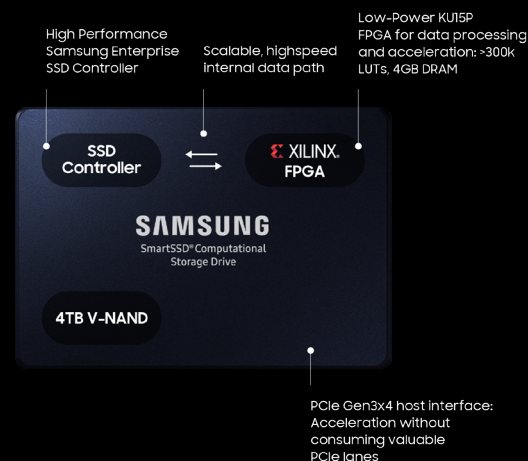 High Performance
Samsung Enterprise
SSD Controller
Scalable, highspeed
internal data path
Low-Power KU15P
FPGA for data processing
and acceleration: >300k
LUTs, 4GB DRAM
SSD
Controller
XILINX.
FPGA
SAMSUNG
SmartSSD® Computational
Storage Drive
4TB V-NAND
PCIe Gen3x4 host interface:
Acceleration without
consuming valuable
PCIe lanes